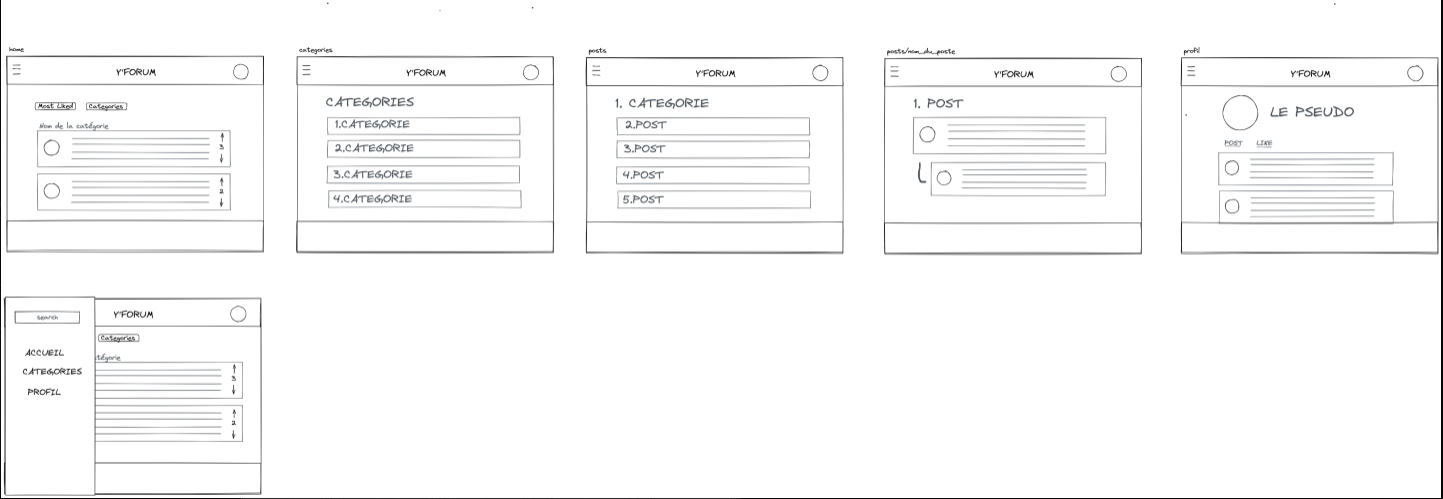 home
Y'FORUM
Most Liked Categories
Nom de la catégorie
3
2
categories
Y'FORUM
CATEGORIES
1.CATEGORIE
2.CATEGORIE
3.CATEGORIE
4.CATEGORIE
posts
Y'FORUM
1. CATEGORIE
2.POST
3.POST
4.POST
5.POST
posts/nom_du_poste
Y'FORUM
1. POST
profil
Y'FORUM
LE PSEUDO
POST LIKE
search
ACCUEIL
CATEGORIES
PROFIL
Y'FORUM
Categories
tégorie
3
2